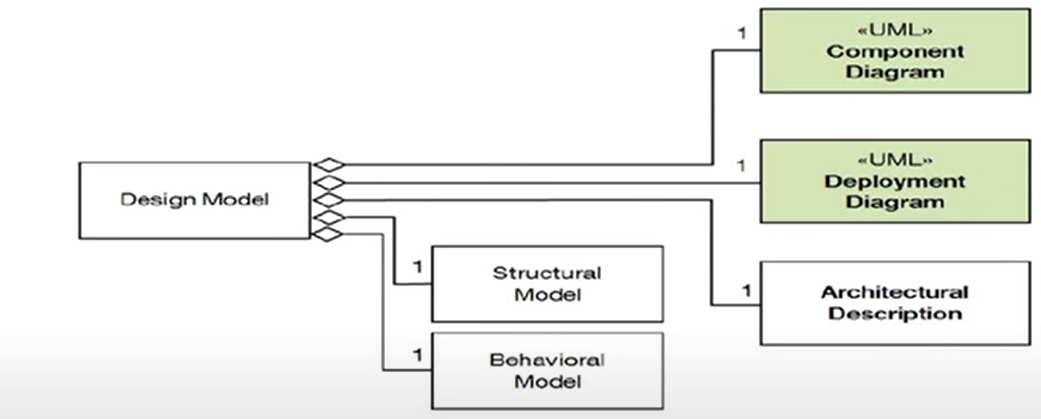 1
«UML»
Component
Diagram
1
«UML»
Deployment
Diagram
Design Model
1
Structural
Model
1
Architectural
Description
1
Behavioral
Model